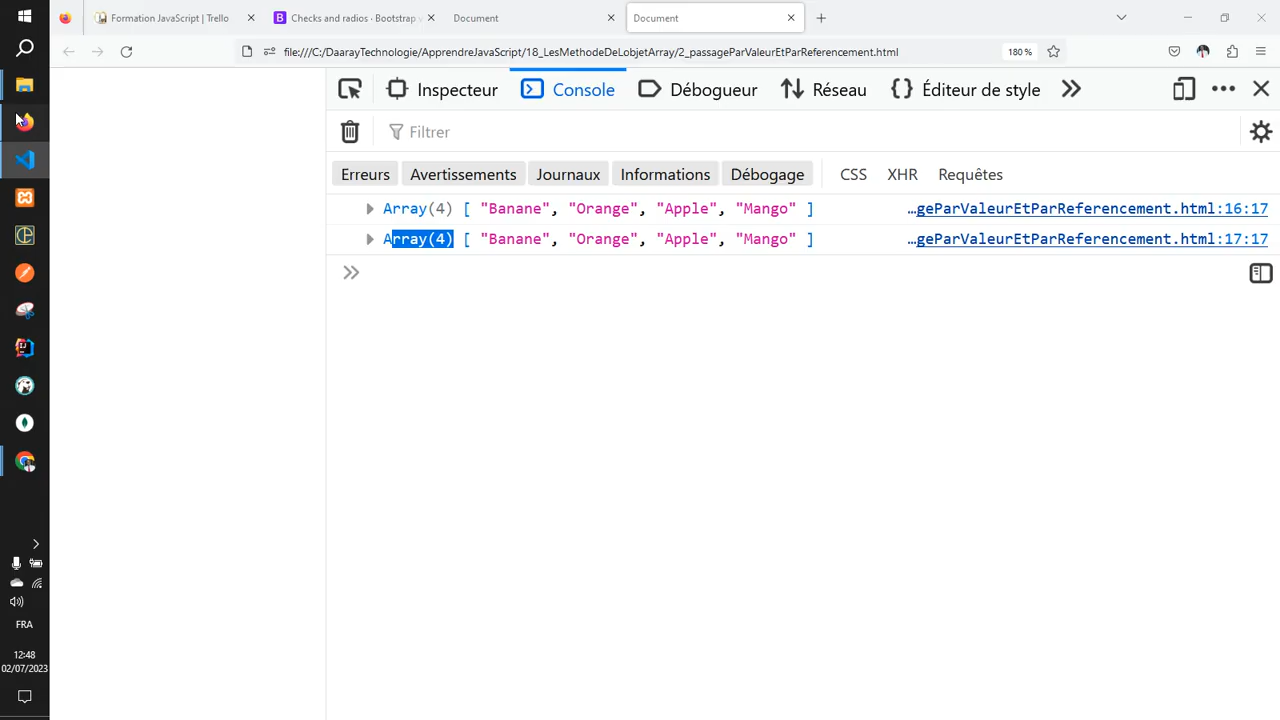 Formation JavaScript | Trello
Checks and radios · Bootstrap v
Document
Document
file:///C:/DaarayTechnologie/ApprendreJavaScript/18_LesMethodeDeLobjetArray/2_passageParValeurEtParReferencement.html
180 %
Inspecteur
Console
Débogueur
Réseau
Éditeur de style
Filtrer
Erreurs
Avertissements
Journaux
Informations
Débogage
CSS
XHR
Requêtes
Array(4) [ "Banane", "Orange", "Apple", "Mango" ]
…geParValeurEtParReferencement.html:16:17
Array(4) [ "Banane", "Orange", "Apple", "Mango" ]
…geParValeurEtParReferencement.html:17:17
FRA
12:48
02/07/2023